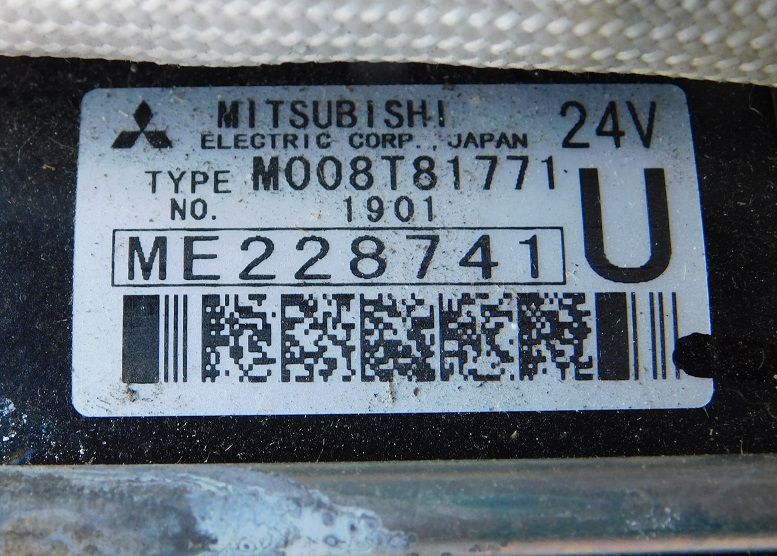 MITSUBISHI 24V
ELECTRIC CORP., JAPAN
TYPE M008T81771
NO. 1901
ME228741 U